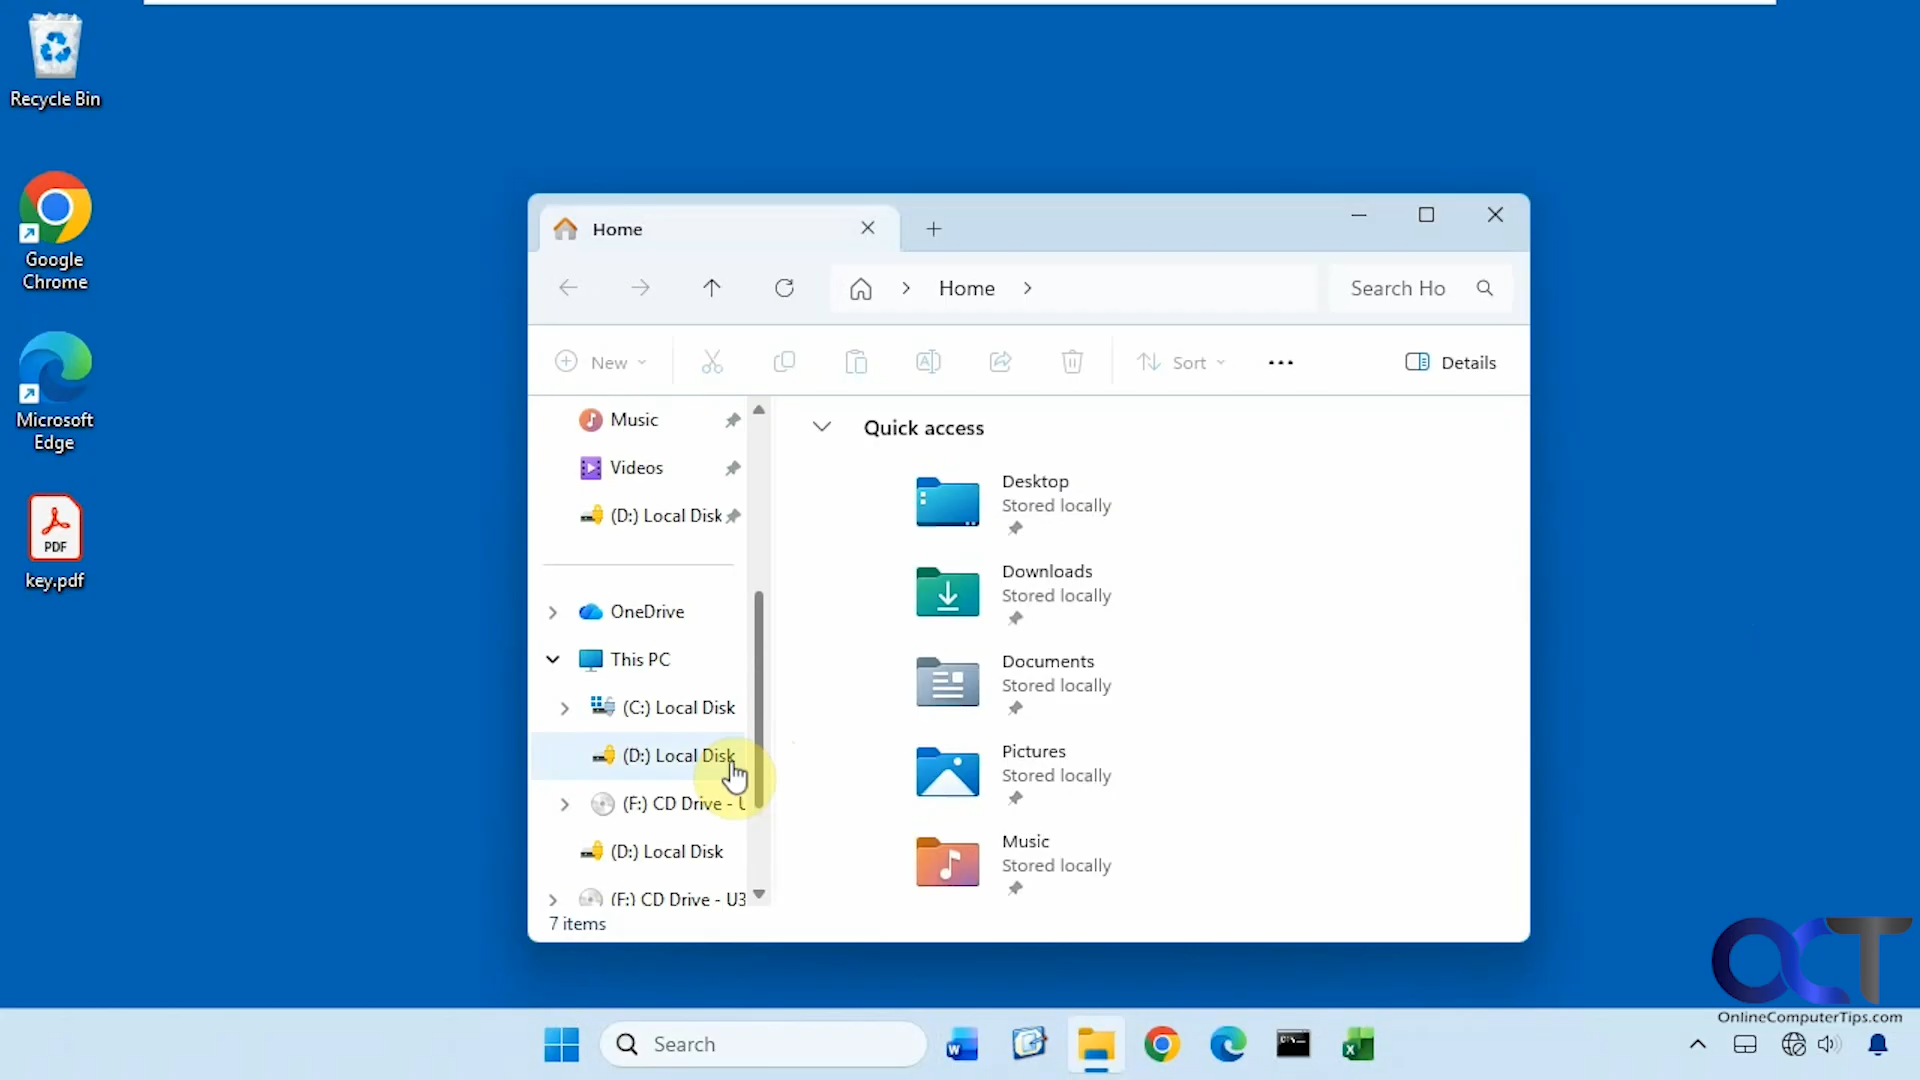 Recycle Bin
Google
Chrome
Microsoft
Edge
PDF
key.pdf
Home
Home
Search Ho
New
Sort
Details
Music
Videos
(D:) Local Disk
OneDrive
This PC
(C:) Local Disk
(D:) Local Disk
(F:) CD Drive - U
(D:) Local Disk
(F:) CD Drive - U3
7 items
Quick access
Desktop
Stored locally
Downloads
Stored locally
Documents
Stored locally
Pictures
Stored locally
Music
Stored locally
OCT
OnlineComputerTips.com
Search